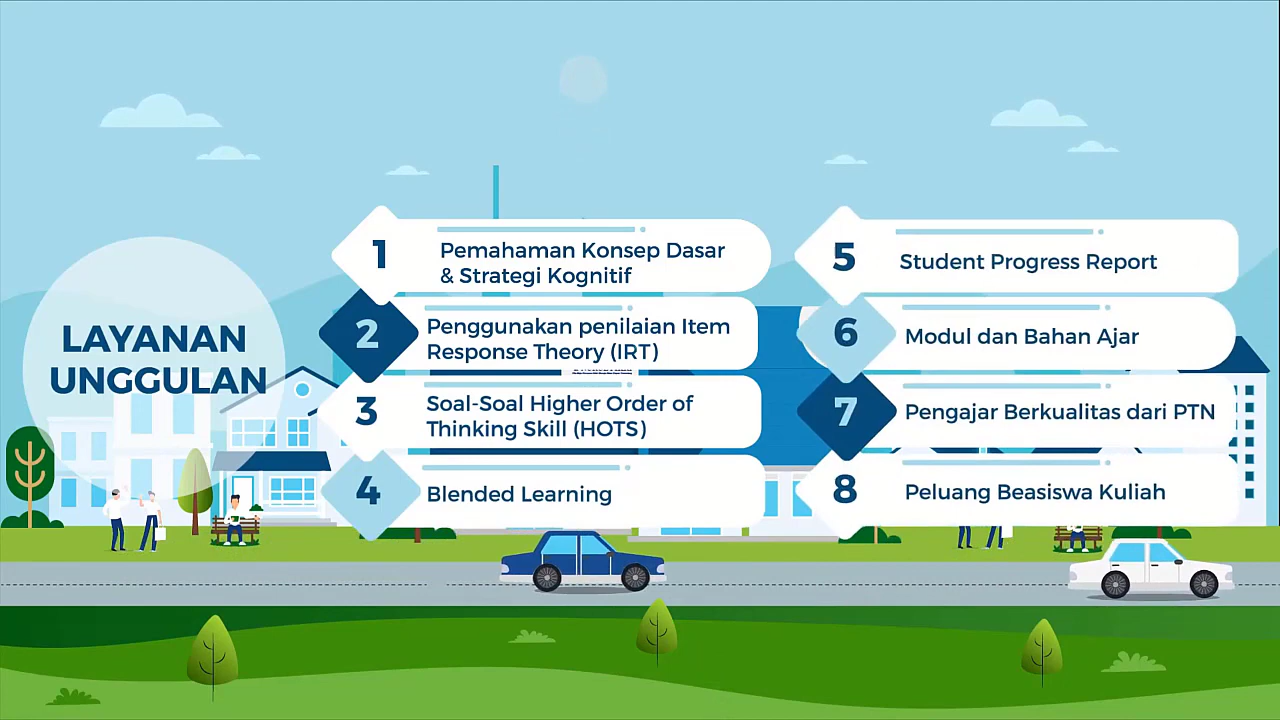 LAYANAN
UNGGULAN
1
Pemahaman Konsep Dasar
& Strategi Kognitif
2
Penggunakan penilaian Item
Response Theory (IRT)
3
Soal-Soal Higher Order of
Thinking Skill (HOTS)
4
Blended Learning
5
Student Progress Report
6
Modul dan Bahan Ajar
7
Pengajar Berkualitas dari PTN
8
Peluang Beasiswa Kuliah